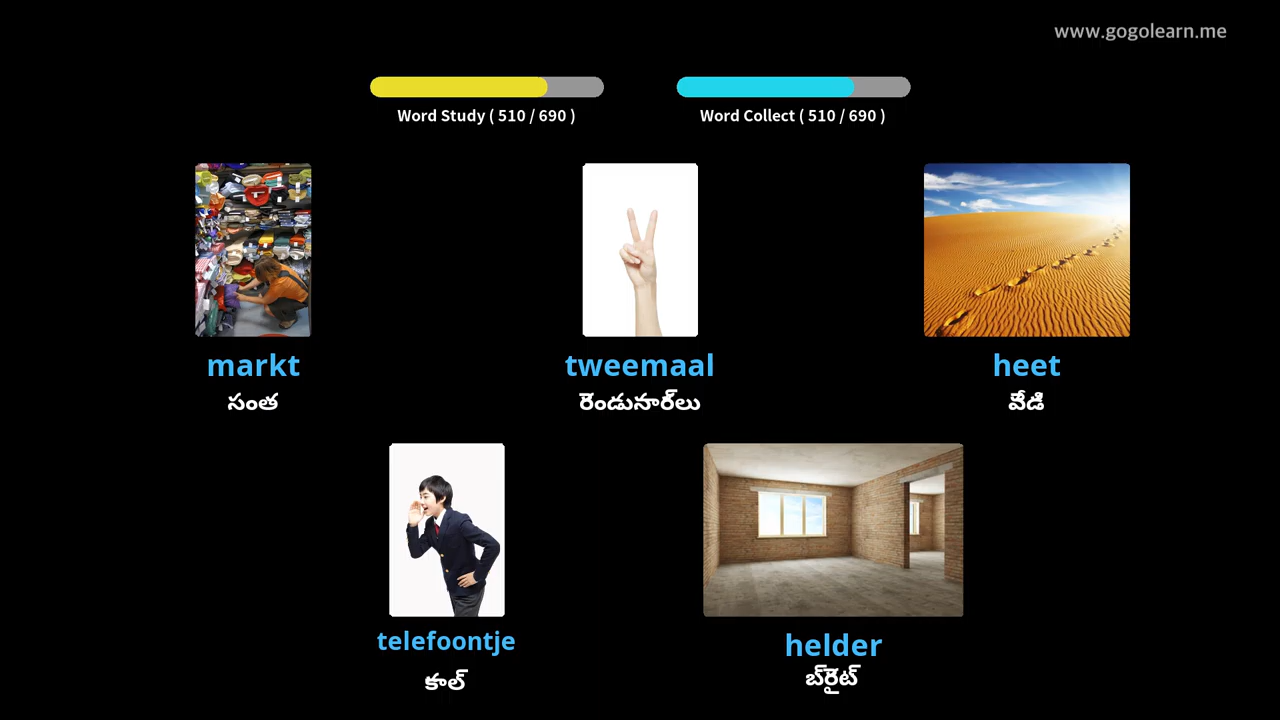 www.gogolearn.me
Word Study ( 510 / 690 )
Word Collect ( 510 / 690 )
markt
సంత
tweemaal
రెండుసార్లు
heet
వేడి
telefoontje
కాల్
helder
బ్రైట్